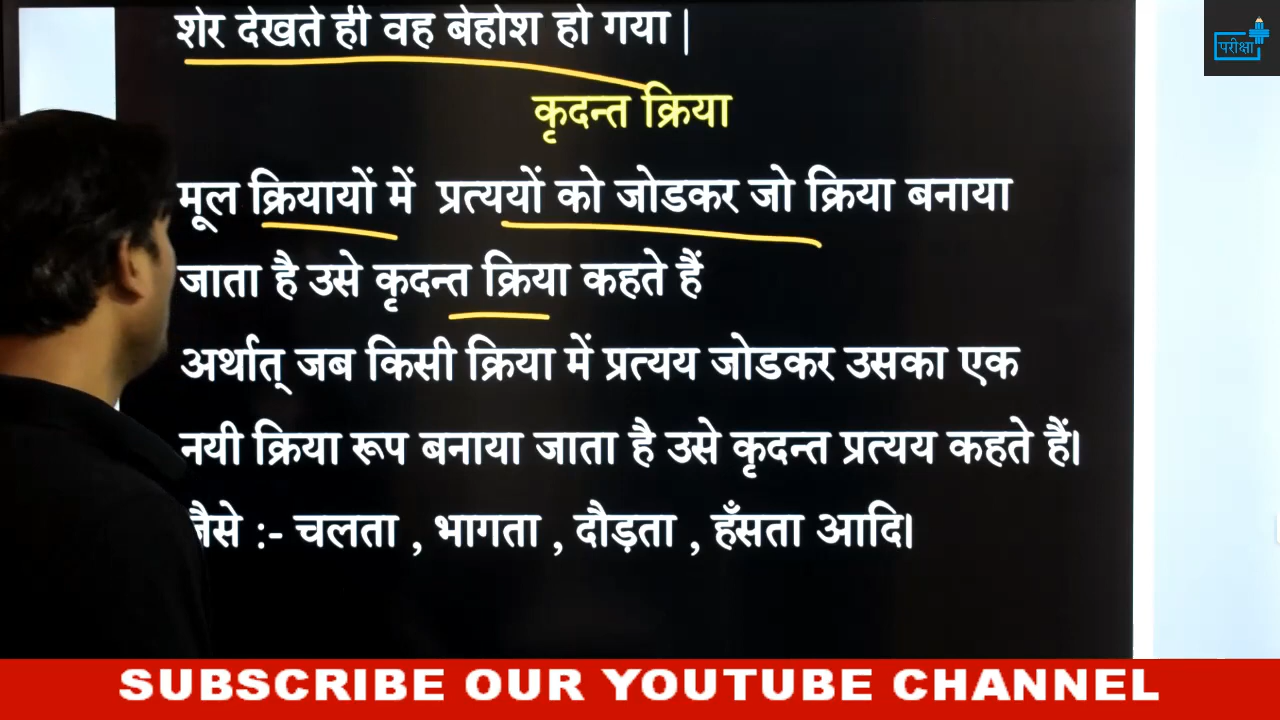 शेर देखते ही वह बेहोश हो गया |
परीक्षा
कृदन्त क्रिया
मूल क्रियायों में प्रत्ययों को जोडकर जो क्रिया बनाया
जाता है उसे कृदन्त क्रिया कहते हैं
अर्थात् जब किसी क्रिया में प्रत्यय जोडकर उसका एक
नयी क्रिया रूप बनाया जाता है उसे कृदन्त प्रत्यय कहते हैं।
जैसे :- चलता , भागता , दौड़ता , हँसता आदि।
SUBSCRIBE OUR YOUTUBE CHANNEL